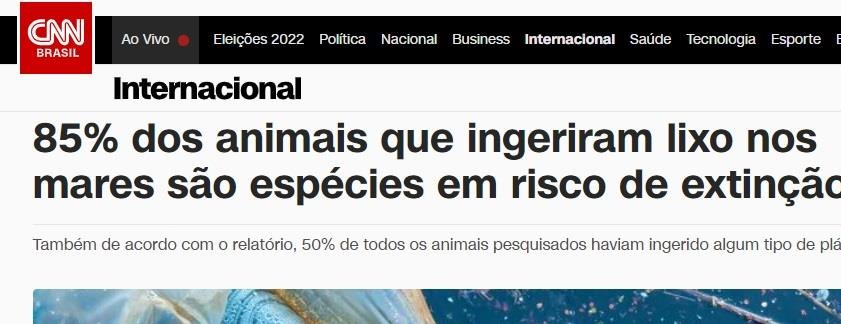 CNN
BRASIL
Ao Vivo
Eleições 2022 Política Nacional Business Internacional Saúde Tecnologia Esporte
Internacional
85% dos animais que ingeriram lixo nos
mares são espécies em risco de extinção
Também de acordo com o relatório, 50% de todos os animais pesquisados haviam ingerido algum tipo de plá